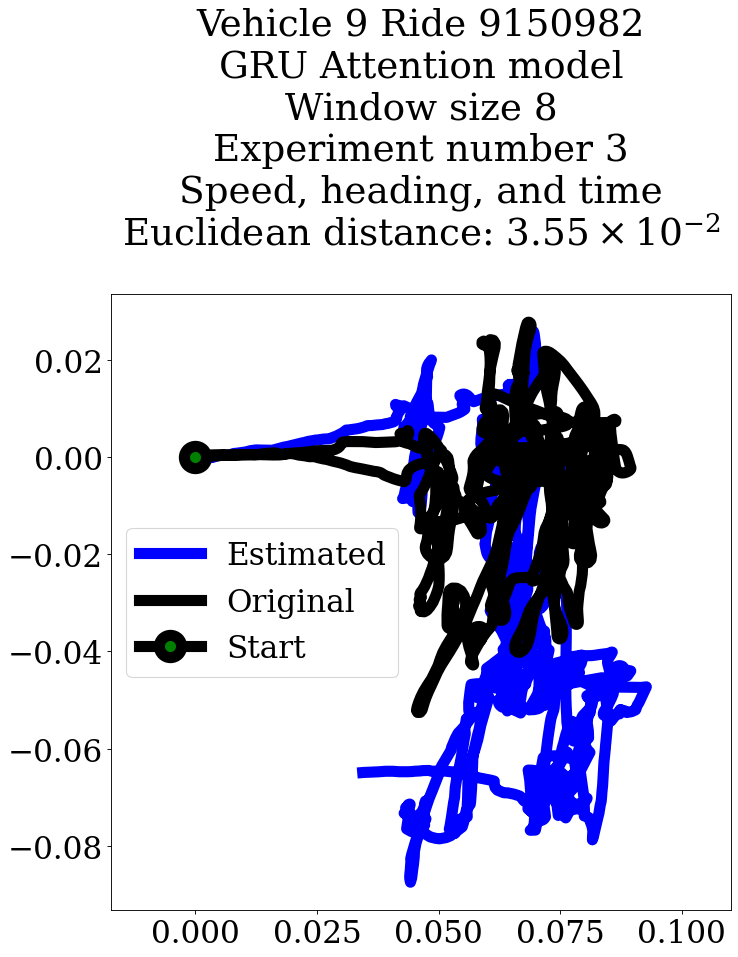 Vehicle 9 Ride 9150982
GRU Attention model
Window size 8
Experiment number 3
Speed, heading, and time
Euclidean distance: 3.55 × 10⁻²
0.02
0.00
−0.02
−0.04
−0.06
−0.08
Estimated
Original
Start
0.000 0.025 0.050 0.075 0.100